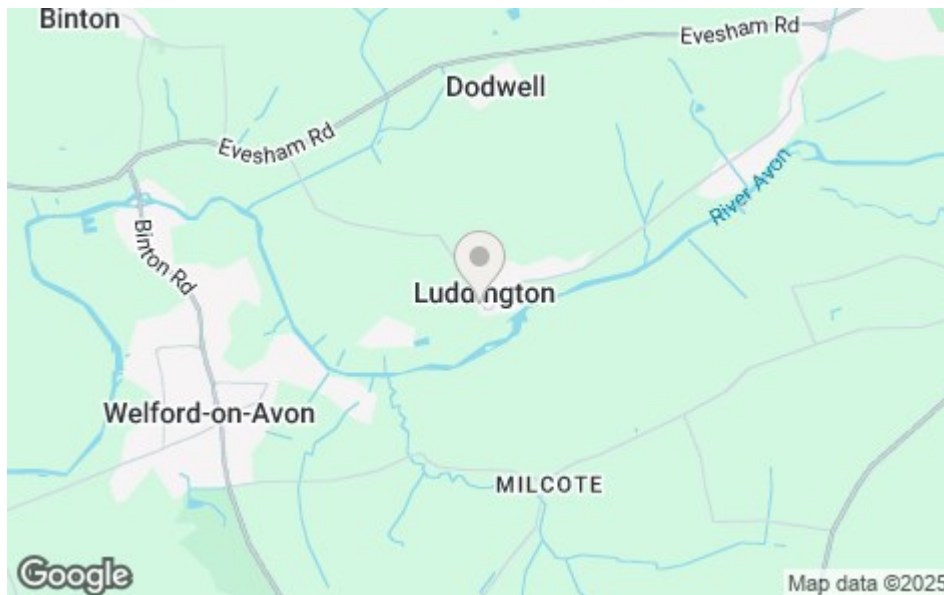 Binton
Evesham Rd
Dodwell
Evesham Rd
River Avon
Binton Rd
Luddington
Welford-on-Avon
MILCOTE
Google
Map data ©2025